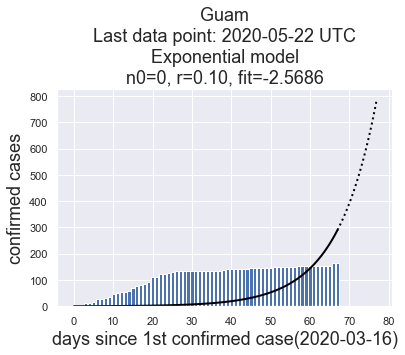 Guam
Last data point: 2020-05-22 UTC
Exponential model
n0=0, r=0.10, fit=-2.5686
800
700
600
500
400
300
200
100
0
confirmed cases
0 10 20 30 40 50 60 70 80
days since 1st confirmed case(2020-03-16)